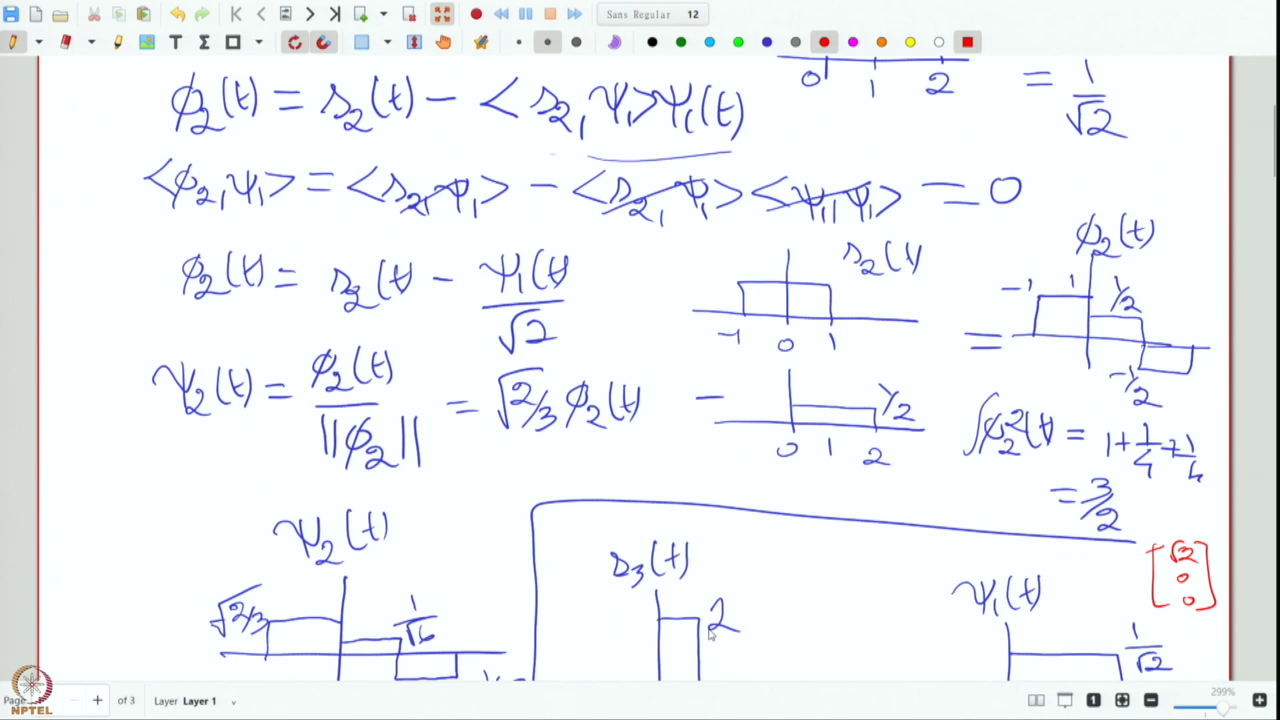 Sans Regular 12
0 1 2
= 1/√2
ϕ₂(t) = s₂(t) − <s₂, ψ₁>ψ₁(t)
<ϕ₂,ψ₁> = <s₂, ψ₁> − <s₂, ψ₁> <ψ₁, ψ₁> = 0
ϕ₂(t) = s₂(t) − ψ₁(t)/√2
s₂(t)
-1 0 1
ϕ₂(t)
-1 1 1/2
= -1/2
ψ₂(t) = ϕ₂(t)/||ϕ₂|| = √2/3 ϕ₂(t)
− 1/2
0 1 2
∫ϕ₂²(t) = 1 + 1/4 + 1/4
= 3/2
ψ₂(t)
√2/3 1/√6
s₃(t)
2
ψ₁(t)
1/√2
[√2
0
0]
Page
of 3 Layer Layer 1
NPTEL
299%